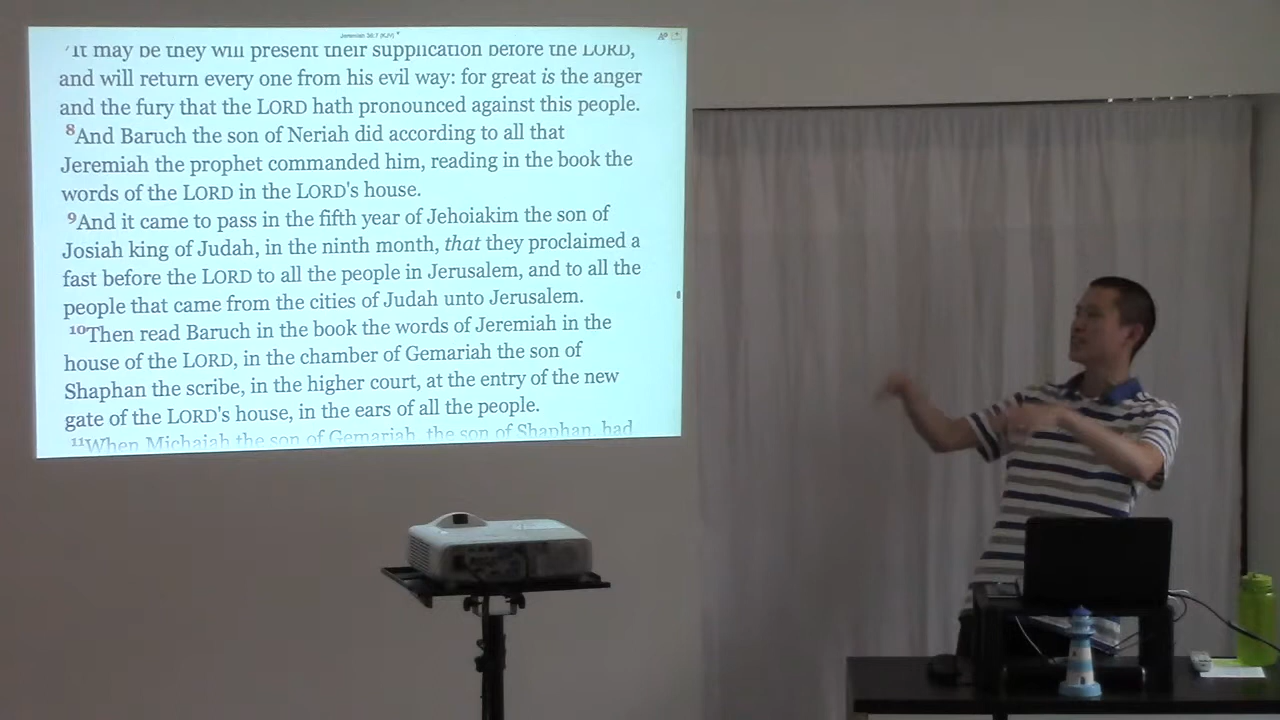 Jeremiah 36:7 (KJV)
7It may be they will present their supplication before the LORD,
and will return every one from his evil way: for great is the anger
and the fury that the LORD hath pronounced against this people.
8And Baruch the son of Neriah did according to all that
Jeremiah the prophet commanded him, reading in the book the
words of the LORD in the LORD's house.
9And it came to pass in the fifth year of Jehoiakim the son of
Josiah king of Judah, in the ninth month, that they proclaimed a
fast before the LORD to all the people in Jerusalem, and to all the
people that came from the cities of Judah unto Jerusalem.
10Then read Baruch in the book the words of Jeremiah in the
house of the LORD, in the chamber of Gemariah the son of
Shaphan the scribe, in the higher court, at the entry of the new
gate of the LORD's house, in the ears of all the people.
11When Michaiah the son of Gemariah, the son of Shaphan, had